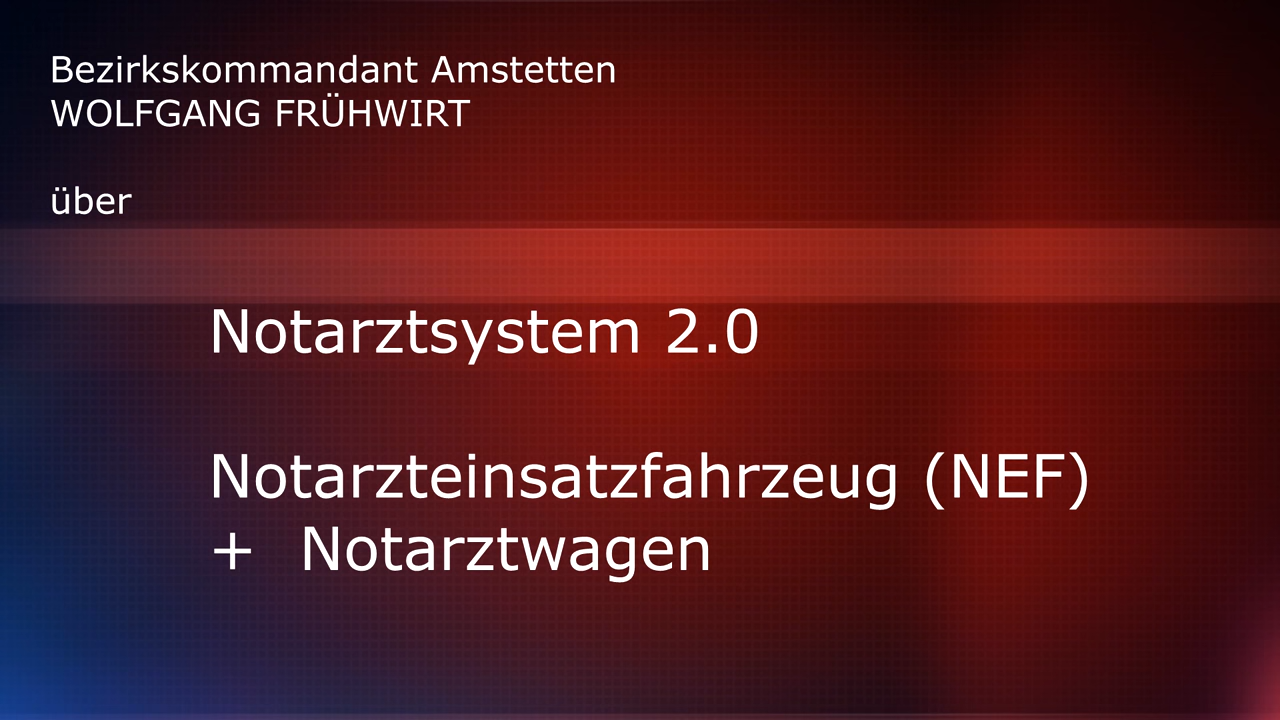 Bezirkskommandant Amstetten
WOLFGANG FRÜHWIRT
über
Notarztsystem 2.0
Notarzteinsatzfahrzeug (NEF)
+ Notarztwagen